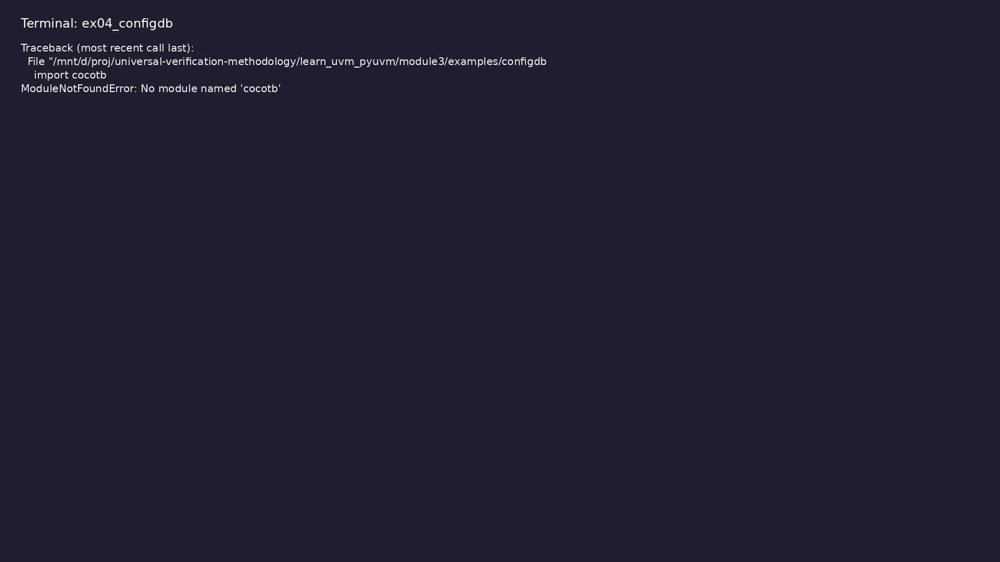 Terminal: ex04_configdb
Traceback (most recent call last):
File "/mnt/d/proj/universal-verification-methodology/learn_uvm_pyuvm/module3/examples/configdb
import cocotb
ModuleNotFoundError: No module named 'cocotb'